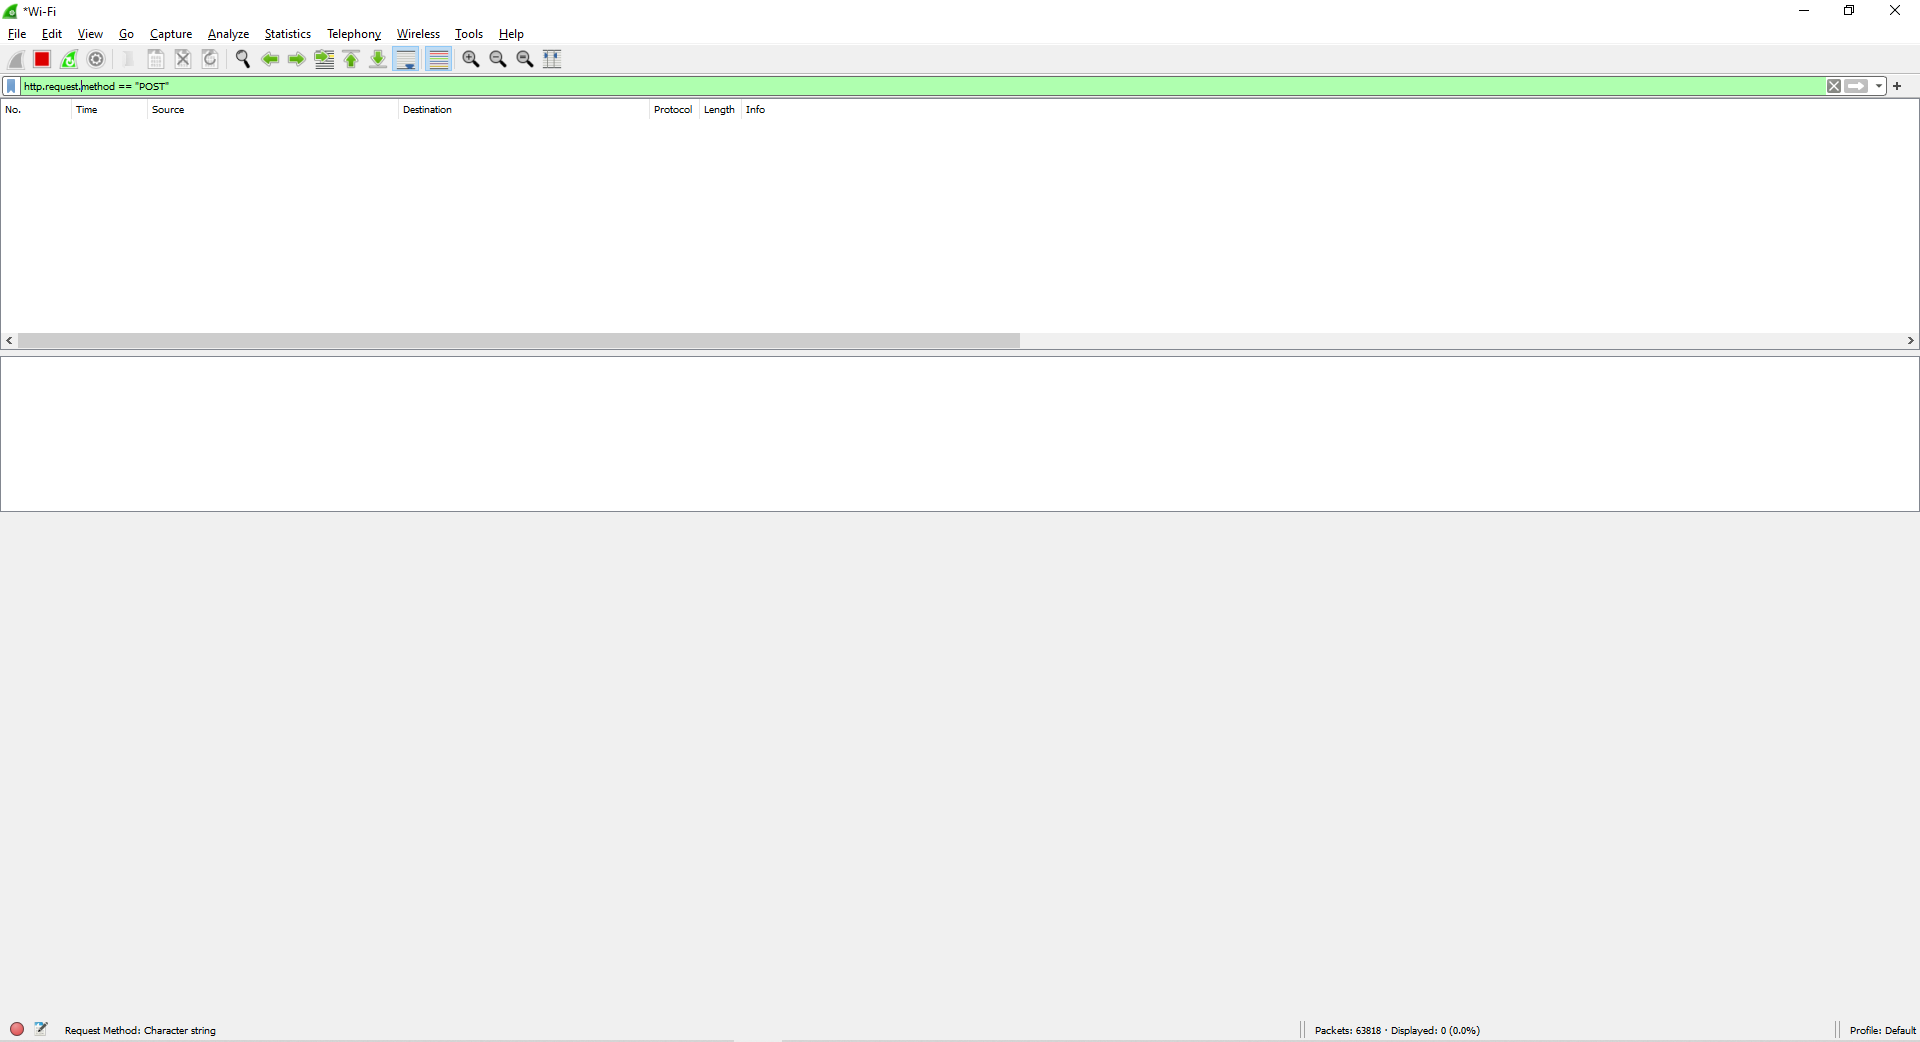 *Wi-Fi
File Edit View Go Capture Analyze Statistics Telephony Wireless Tools Help
http.request.method == "POST"
No. Time Source Destination Protocol Length Info
Request Method: Character string Packets: 63818 · Displayed: 0 (0.0%) Profile: Default